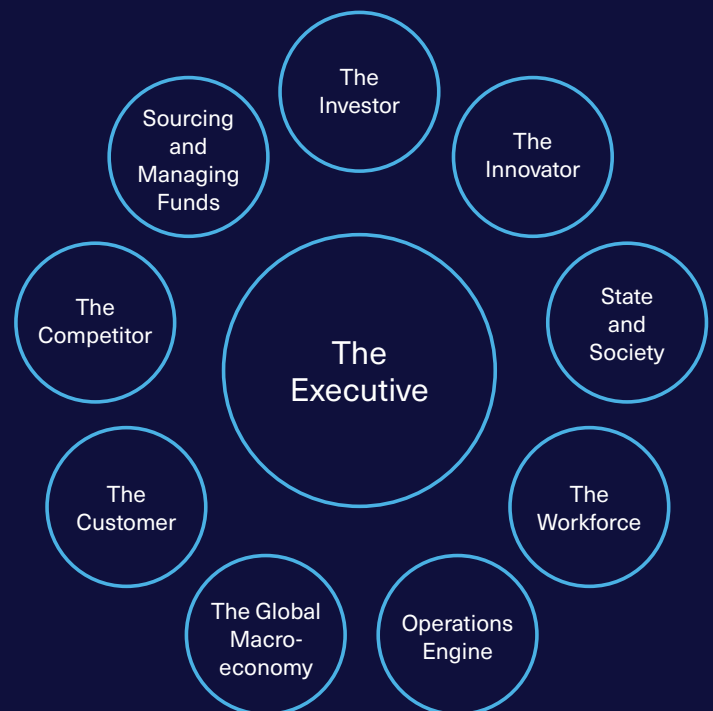 The
Investor
The
Innovator
State
and
Society
The
Workforce
Operations
Engine
The Global
Macro-
economy
The
Customer
The
Competitor
Sourcing
and
Managing
Funds
The
Executive